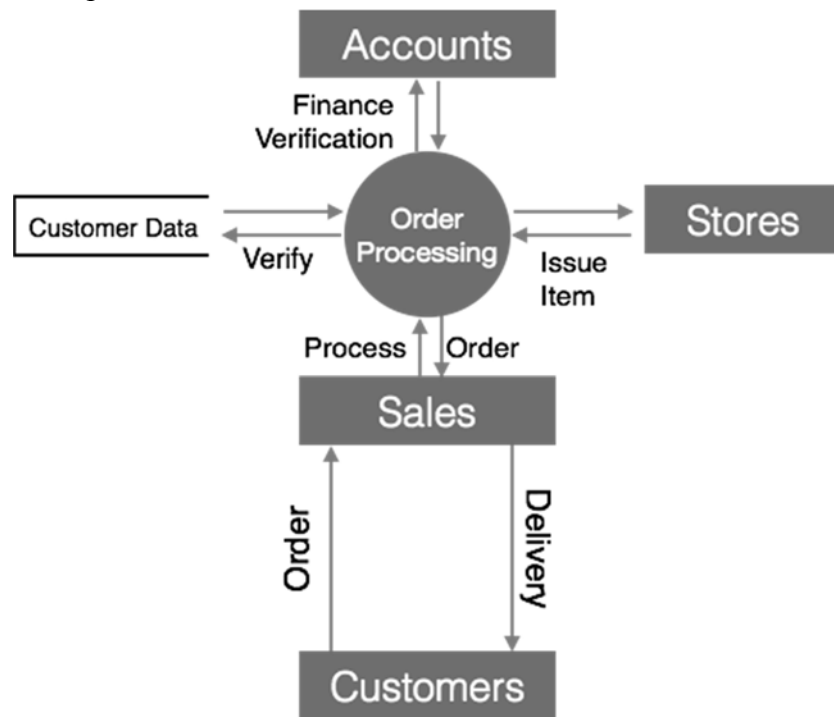 Accounts
Finance
Verification
Customer Data
Order
Processing
Stores
Verify
Issue
Item
Process
Order
Sales
Order
Delivery
Customers